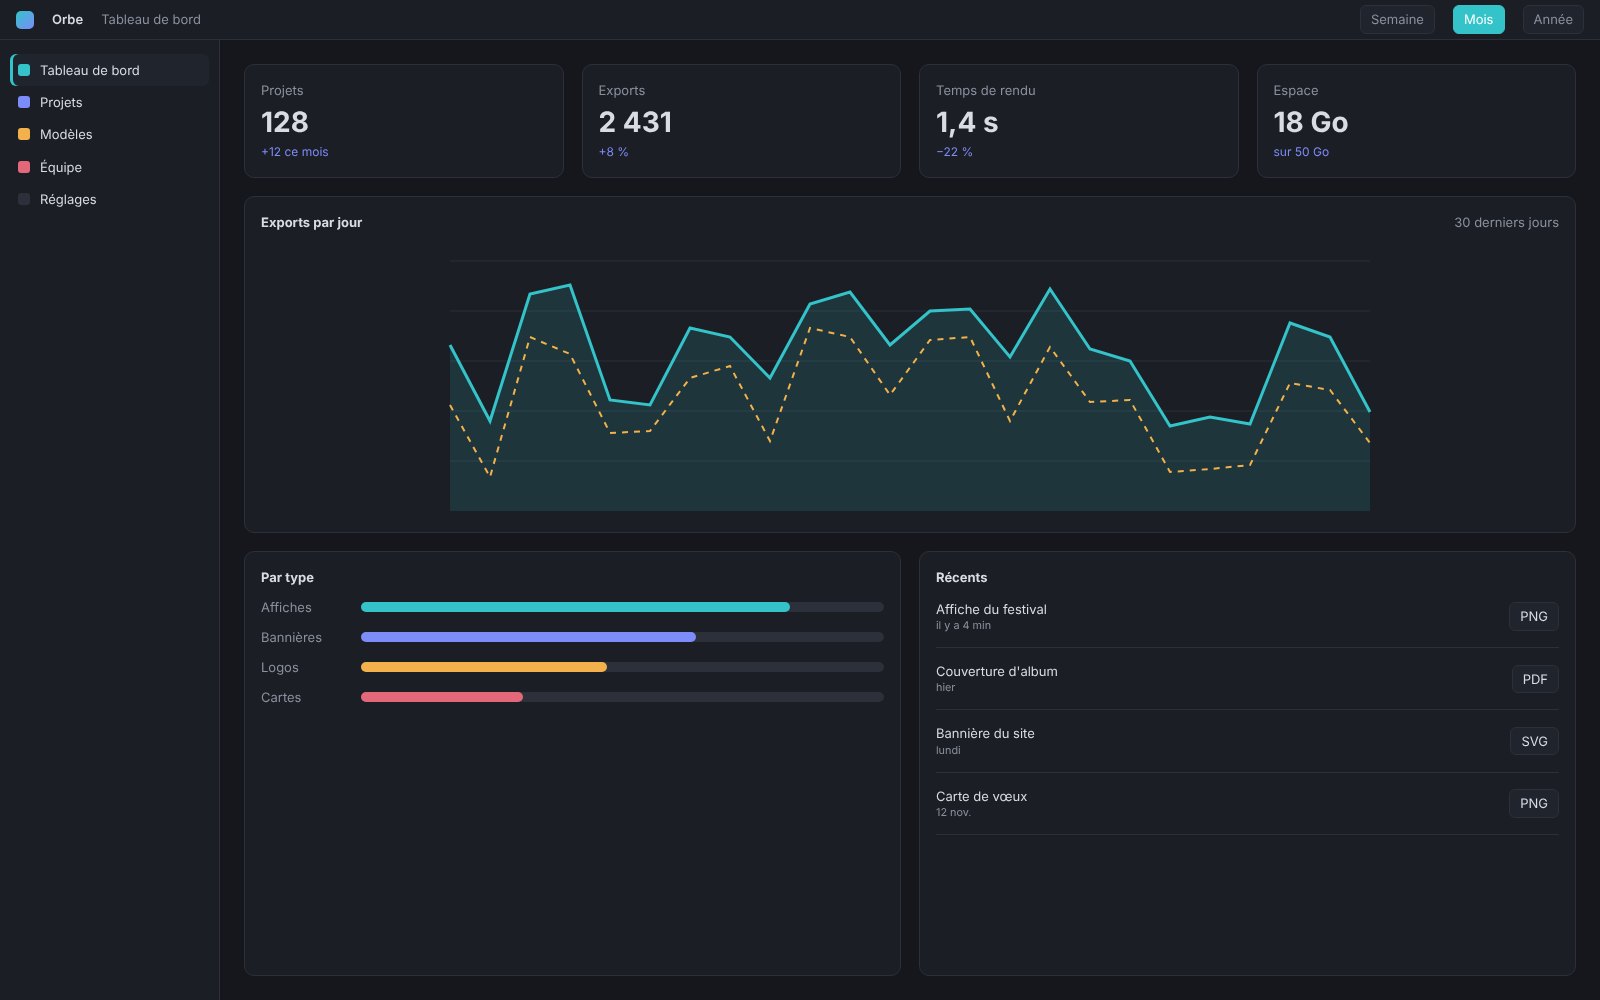 Orbe
Tableau de bord
Semaine
Mois
Année
Tableau de bord
Projets
Modèles
Équipe
Réglages
Projets
128
+12 ce mois
Exports
2 431
+8 %
Temps de rendu
1,4 s
−22 %
Espace
18 Go
sur 50 Go
Exports par jour
30 derniers jours
Par type
Affiches
Bannières
Logos
Cartes
Récents
Affiche du festival
il y a 4 min
PNG
Couverture d'album
hier
PDF
Bannière du site
lundi
SVG
Carte de vœux
12 nov.
PNG